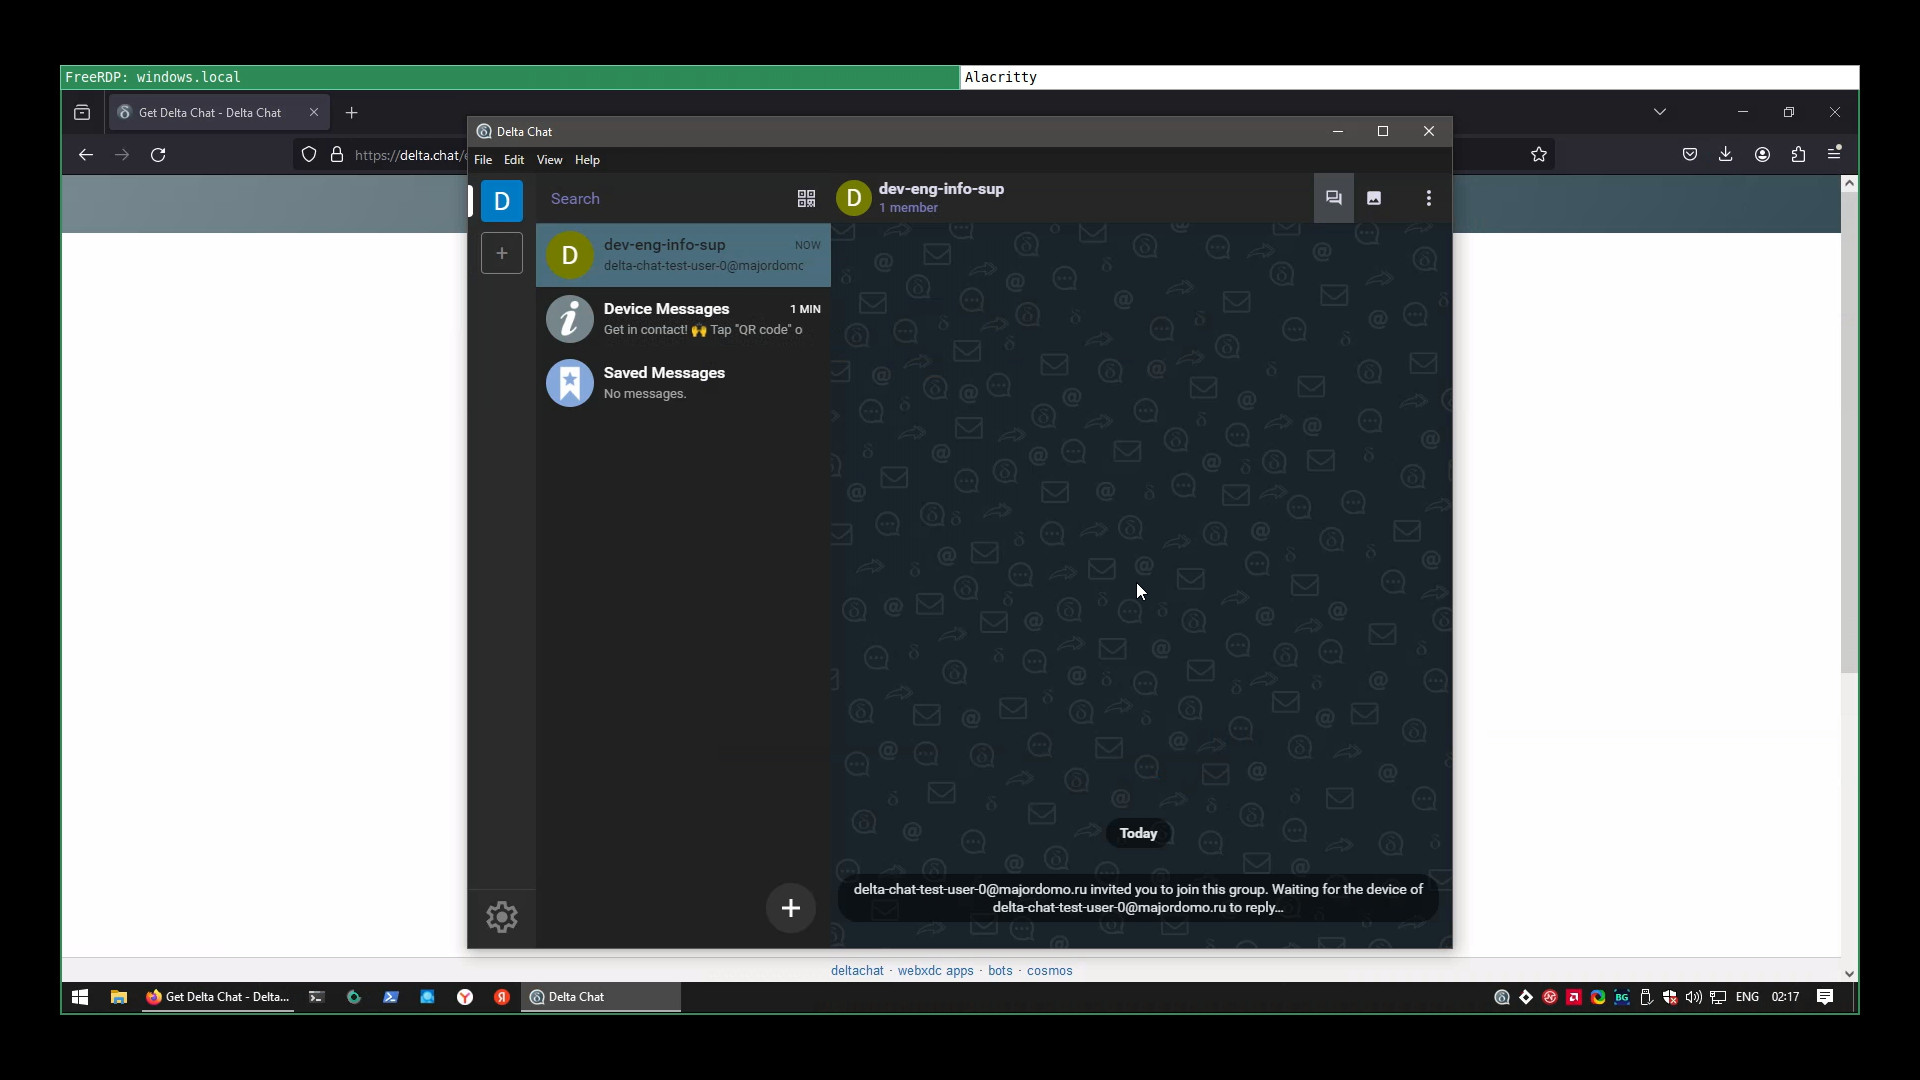 FreeRDP: windows.local
Alacritty
Get Delta Chat - Delta Chat
https://delta.chat/
Delta Chat
File Edit View Help
D
Search
D
dev-eng-info-sup
1 member
D
dev-eng-info-sup
NOW
delta-chat-test-user-0@majordomo
Device Messages
1 MIN
Get in contact! 🙌 Tap "QR code" o
Saved Messages
No messages.
Today
delta-chat-test-user-0@majordomo.ru invited you to join this group. Waiting for the device of
delta-chat-test-user-0@majordomo.ru to reply...
deltachat · webxdc apps · bots · cosmos
Get Delta Chat - Delta...
Я
Delta Chat
BG
ENG
02:17